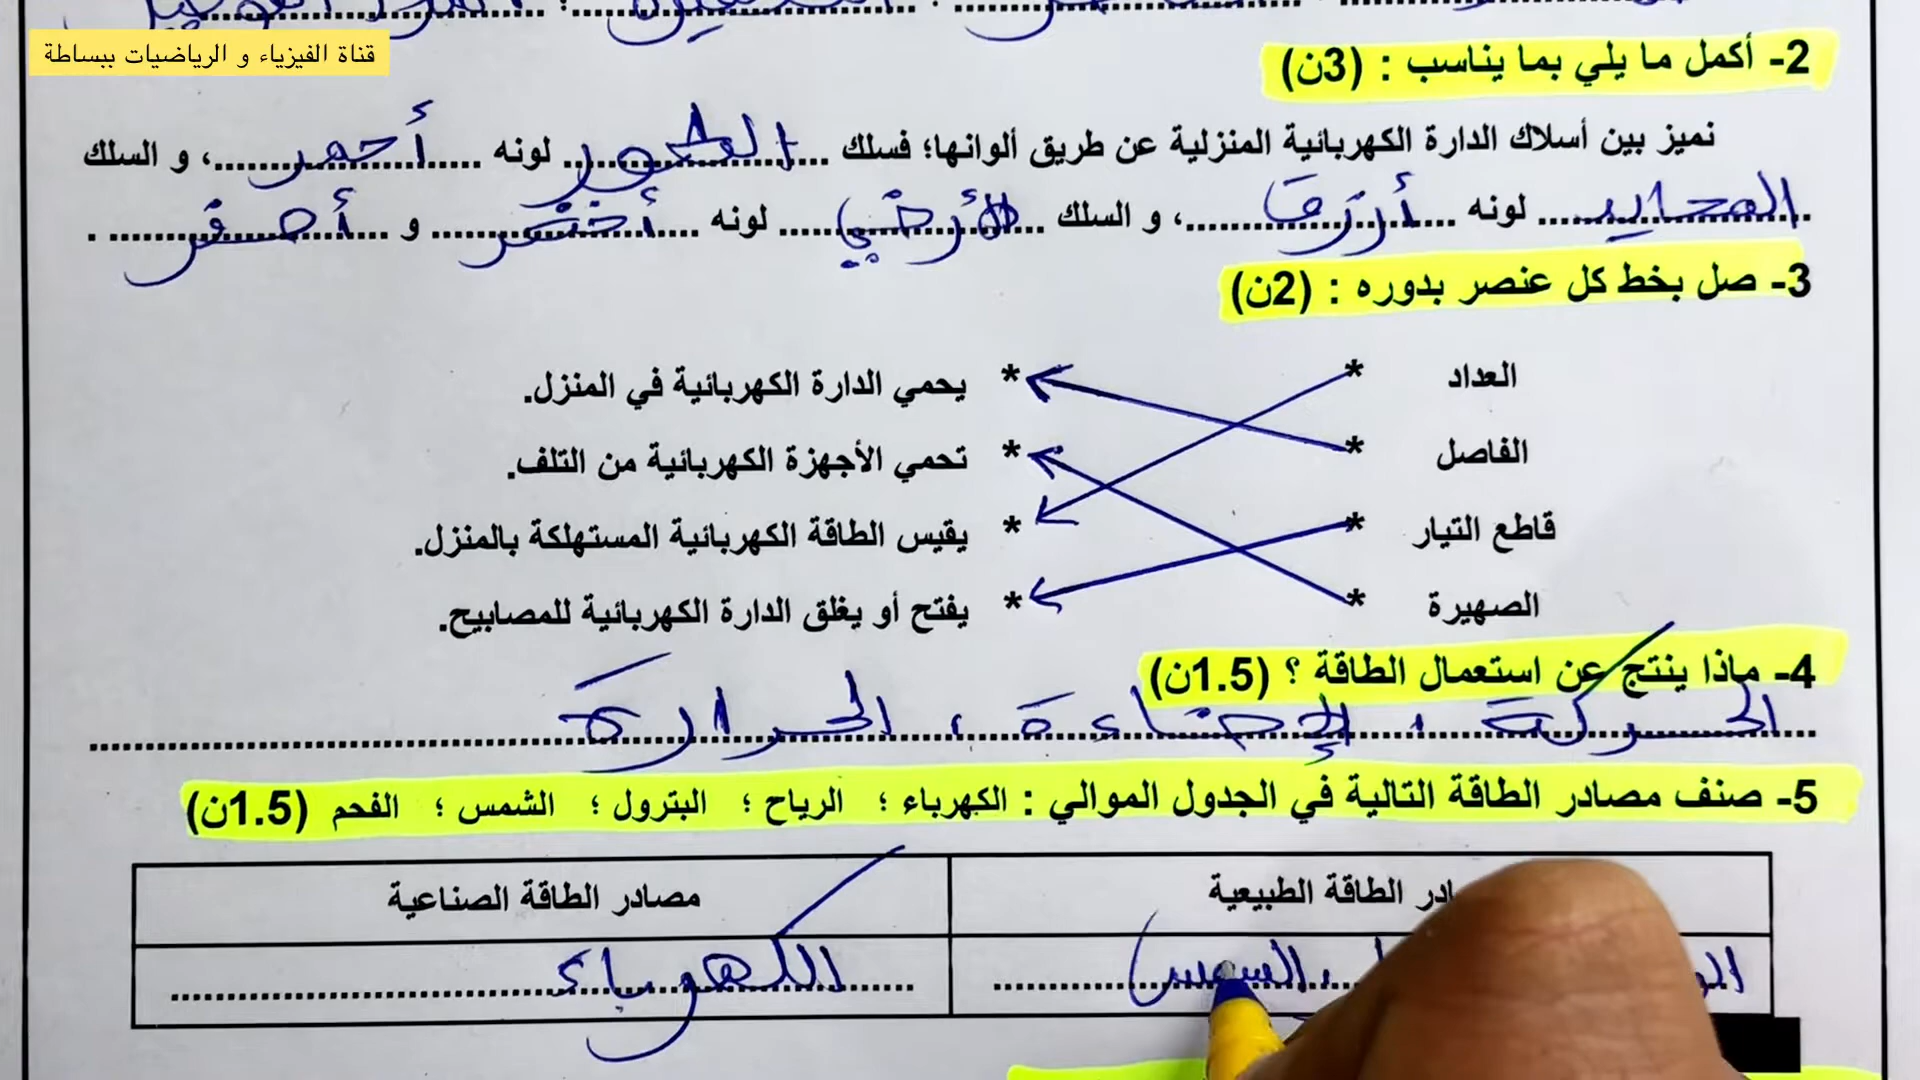 قناة الفيزياء و الرياضيات ببساطة
2- أكمل ما يلي بما يناسب : (3ن)
نميز بين أسلاك الدارة الكهربائية المنزلية عن طريق ألوانها؛ فسلك الطور لونه أحمر، و السلك
المحايد لونه أزرق، و السلك الأرضي لونه أخضر و أصفر .
3- صل بخط كل عنصر بدوره : (2ن)
العداد * * يحمي الدارة الكهربائية في المنزل.
الفاصل * * تحمي الأجهزة الكهربائية من التلف.
قاطع التيار * * يقيس الطاقة الكهربائية المستهلكة بالمنزل.
الصهيرة * * يفتح أو يغلق الدارة الكهربائية للمصابيح.
4- ماذا ينتج عن استعمال الطاقة ؟ (1.5ن)
الحركة ، الإضاءة ، الحرارة
5- صنف مصادر الطاقة التالية في الجدول الموالي : الكهرباء ؛ الرياح ؛ البترول ؛ الشمس ؛ الفحم (1.5ن)
الطاقة الطبيعية مصادر الطاقة الصناعية
الشمس الكهرباء